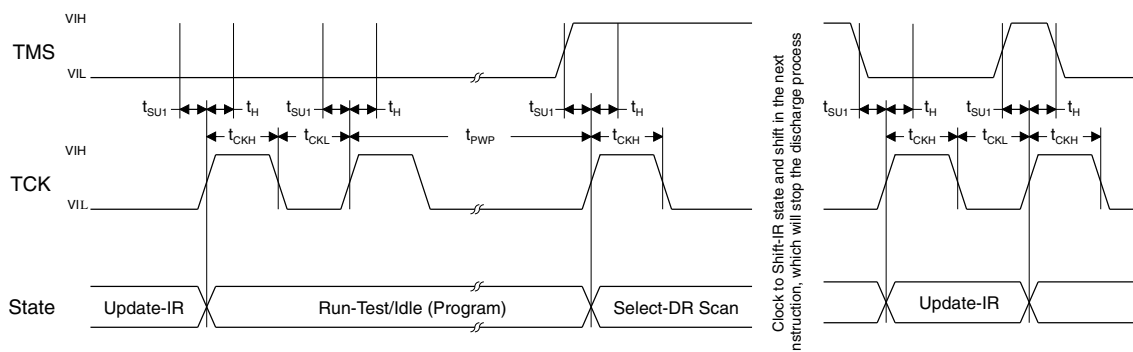 VIH
TMS
VIL
tSU1 tH tSU1 tH tSU1 tH tSU1 tH tSU1 tH
tCKH tCKL tPWP tCKH tCKH tCKL tCKH
VIH
TCK
VIL
State Update-IR Run-Test/Idle (Program) Select-DR Scan Update-IR
Clock to Shift-IR state and shift in the next
nstruction, which will stop the discharge process